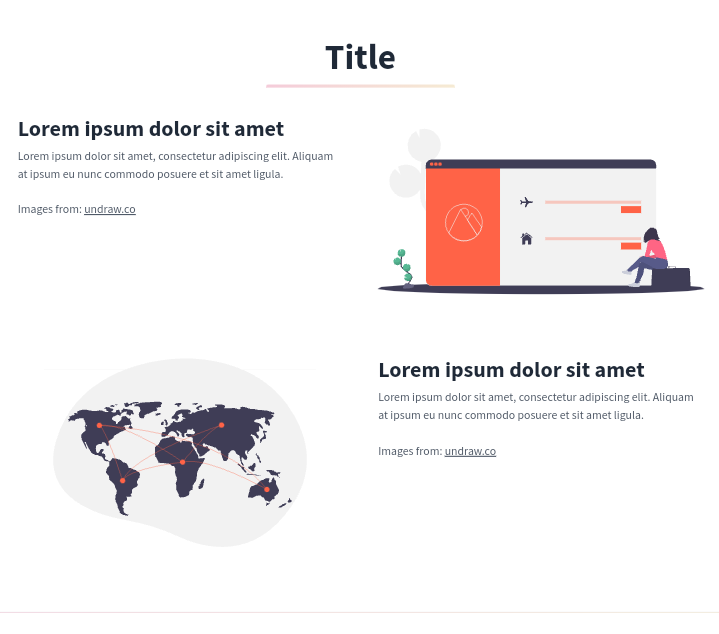 Title
Lorem ipsum dolor sit amet
Lorem ipsum dolor sit amet, consectetur adipiscing elit. Aliquam
at ipsum eu nunc commodo posuere et sit amet ligula.
Images from: undraw.co
Lorem ipsum dolor sit amet
Lorem ipsum dolor sit amet, consectetur adipiscing elit. Aliquam
at ipsum eu nunc commodo posuere et sit amet ligula.
Images from: undraw.co